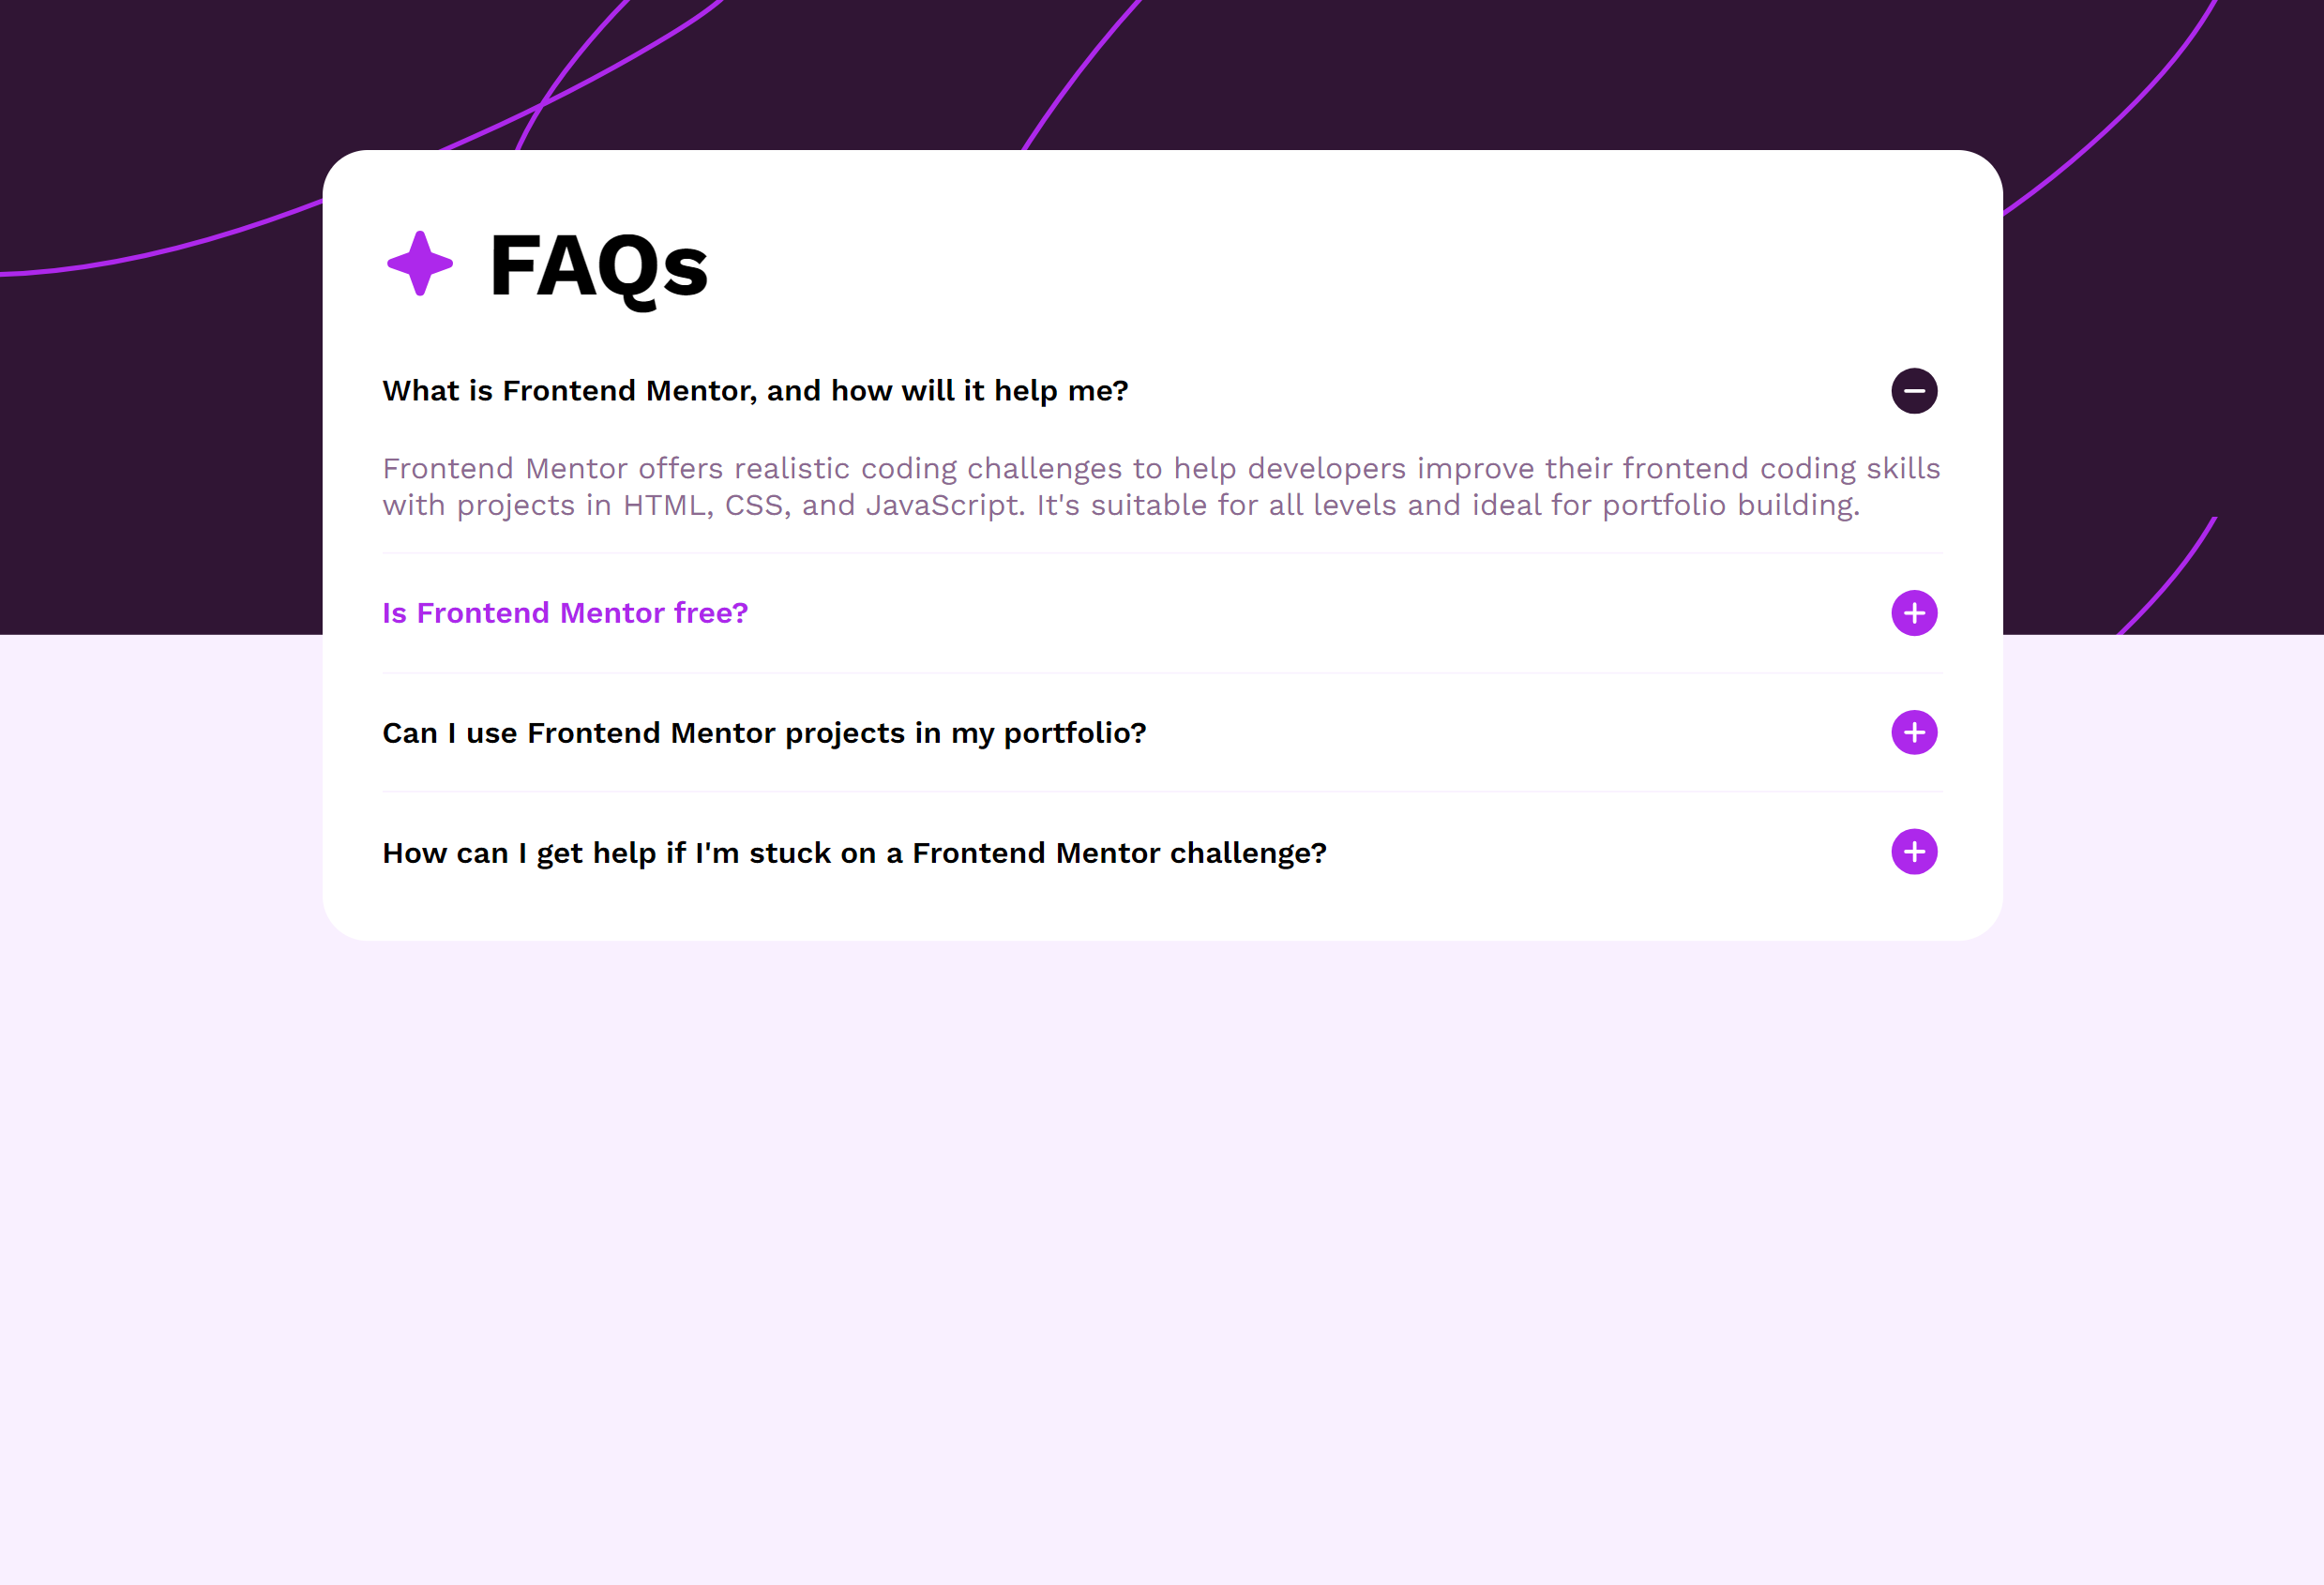 FAQs
What is Frontend Mentor, and how will it help me?
Frontend Mentor offers realistic coding challenges to help developers improve their frontend coding skills
with projects in HTML, CSS, and JavaScript. It's suitable for all levels and ideal for portfolio building.
Is Frontend Mentor free?
Can I use Frontend Mentor projects in my portfolio?
How can I get help if I'm stuck on a Frontend Mentor challenge?